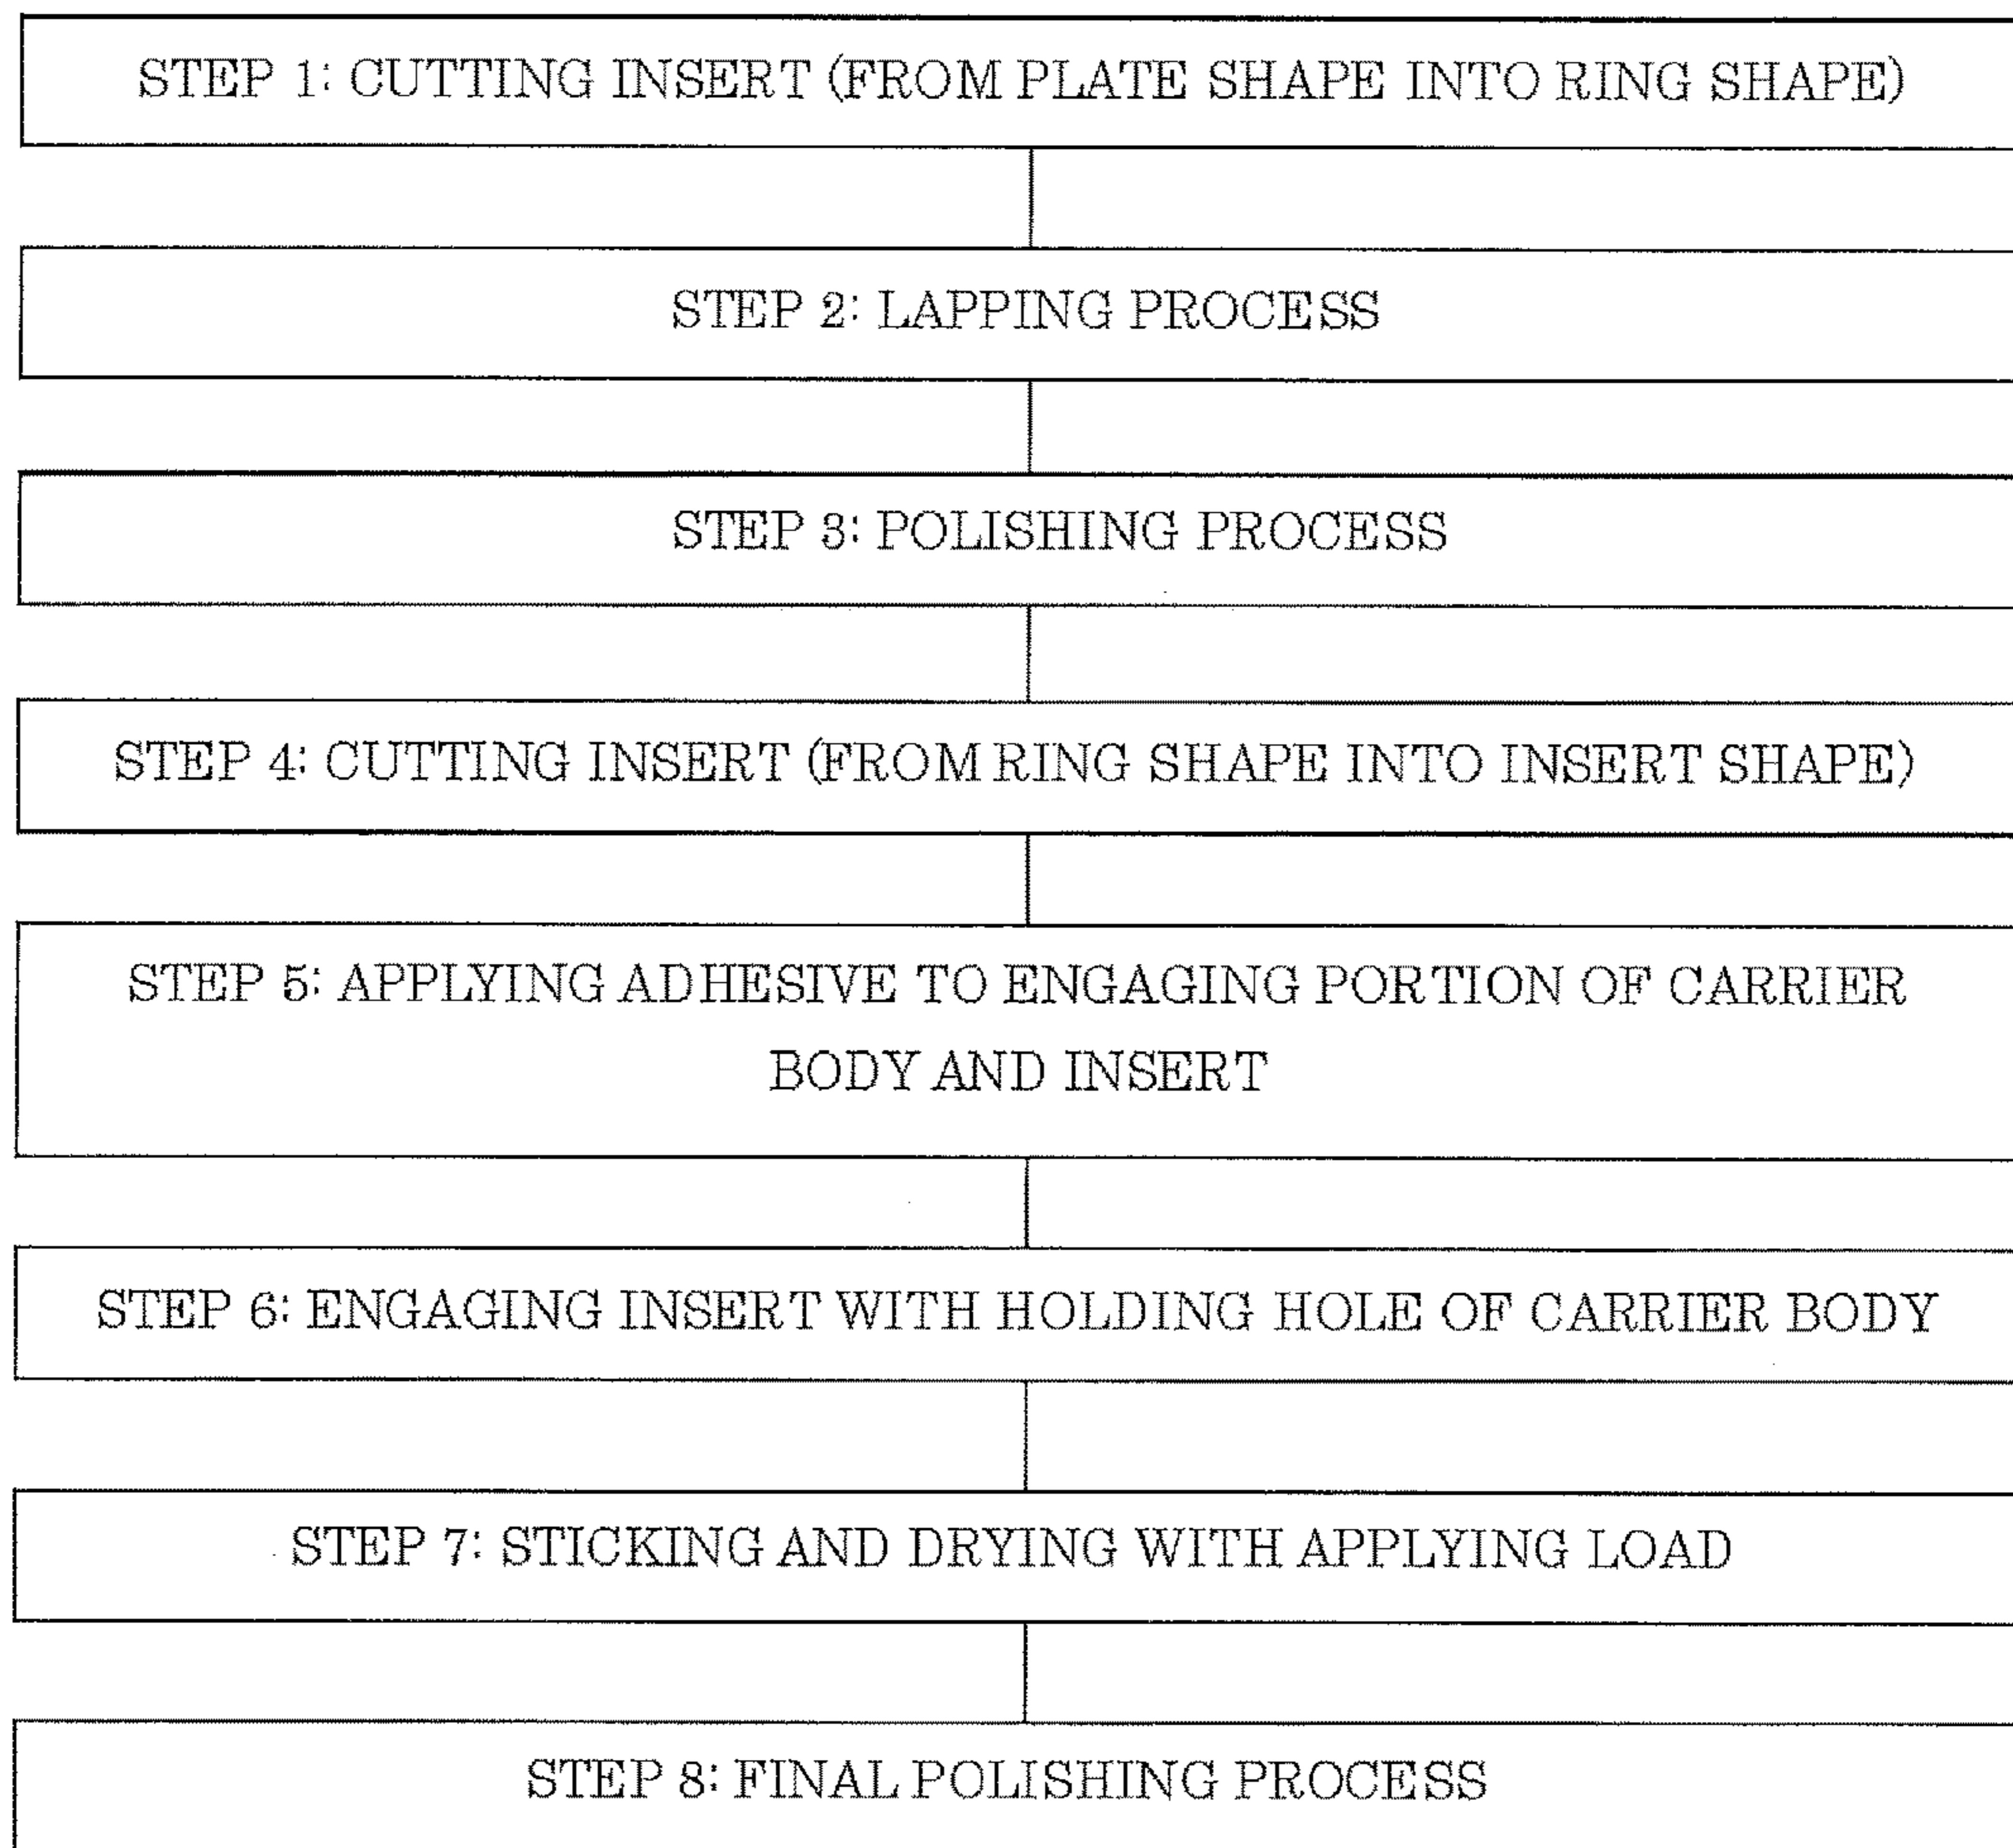 STEP 1: CUTTING INSERT (FROM PLATE SHAPE INTO RING SHAPE)
STEP 2: LAPPING PROCESS
STEP 3: POLISHING PROCESS
STEP 4: CUTTING INSERT (FROM RING SHAPE INTO INSERT SHAPE)
STEP 5: APPLYING ADHESIVE TO ENGAGING PORTION OF CARRIER
BODY AND INSERT
STEP 6: ENGAGING INSERT WITH HOLDING HOLE OF CARRIER BODY
STEP 7: STICKING AND DRYING WITH APPLYING LOAD
STEP 8: FINAL POLISHING PROCESS